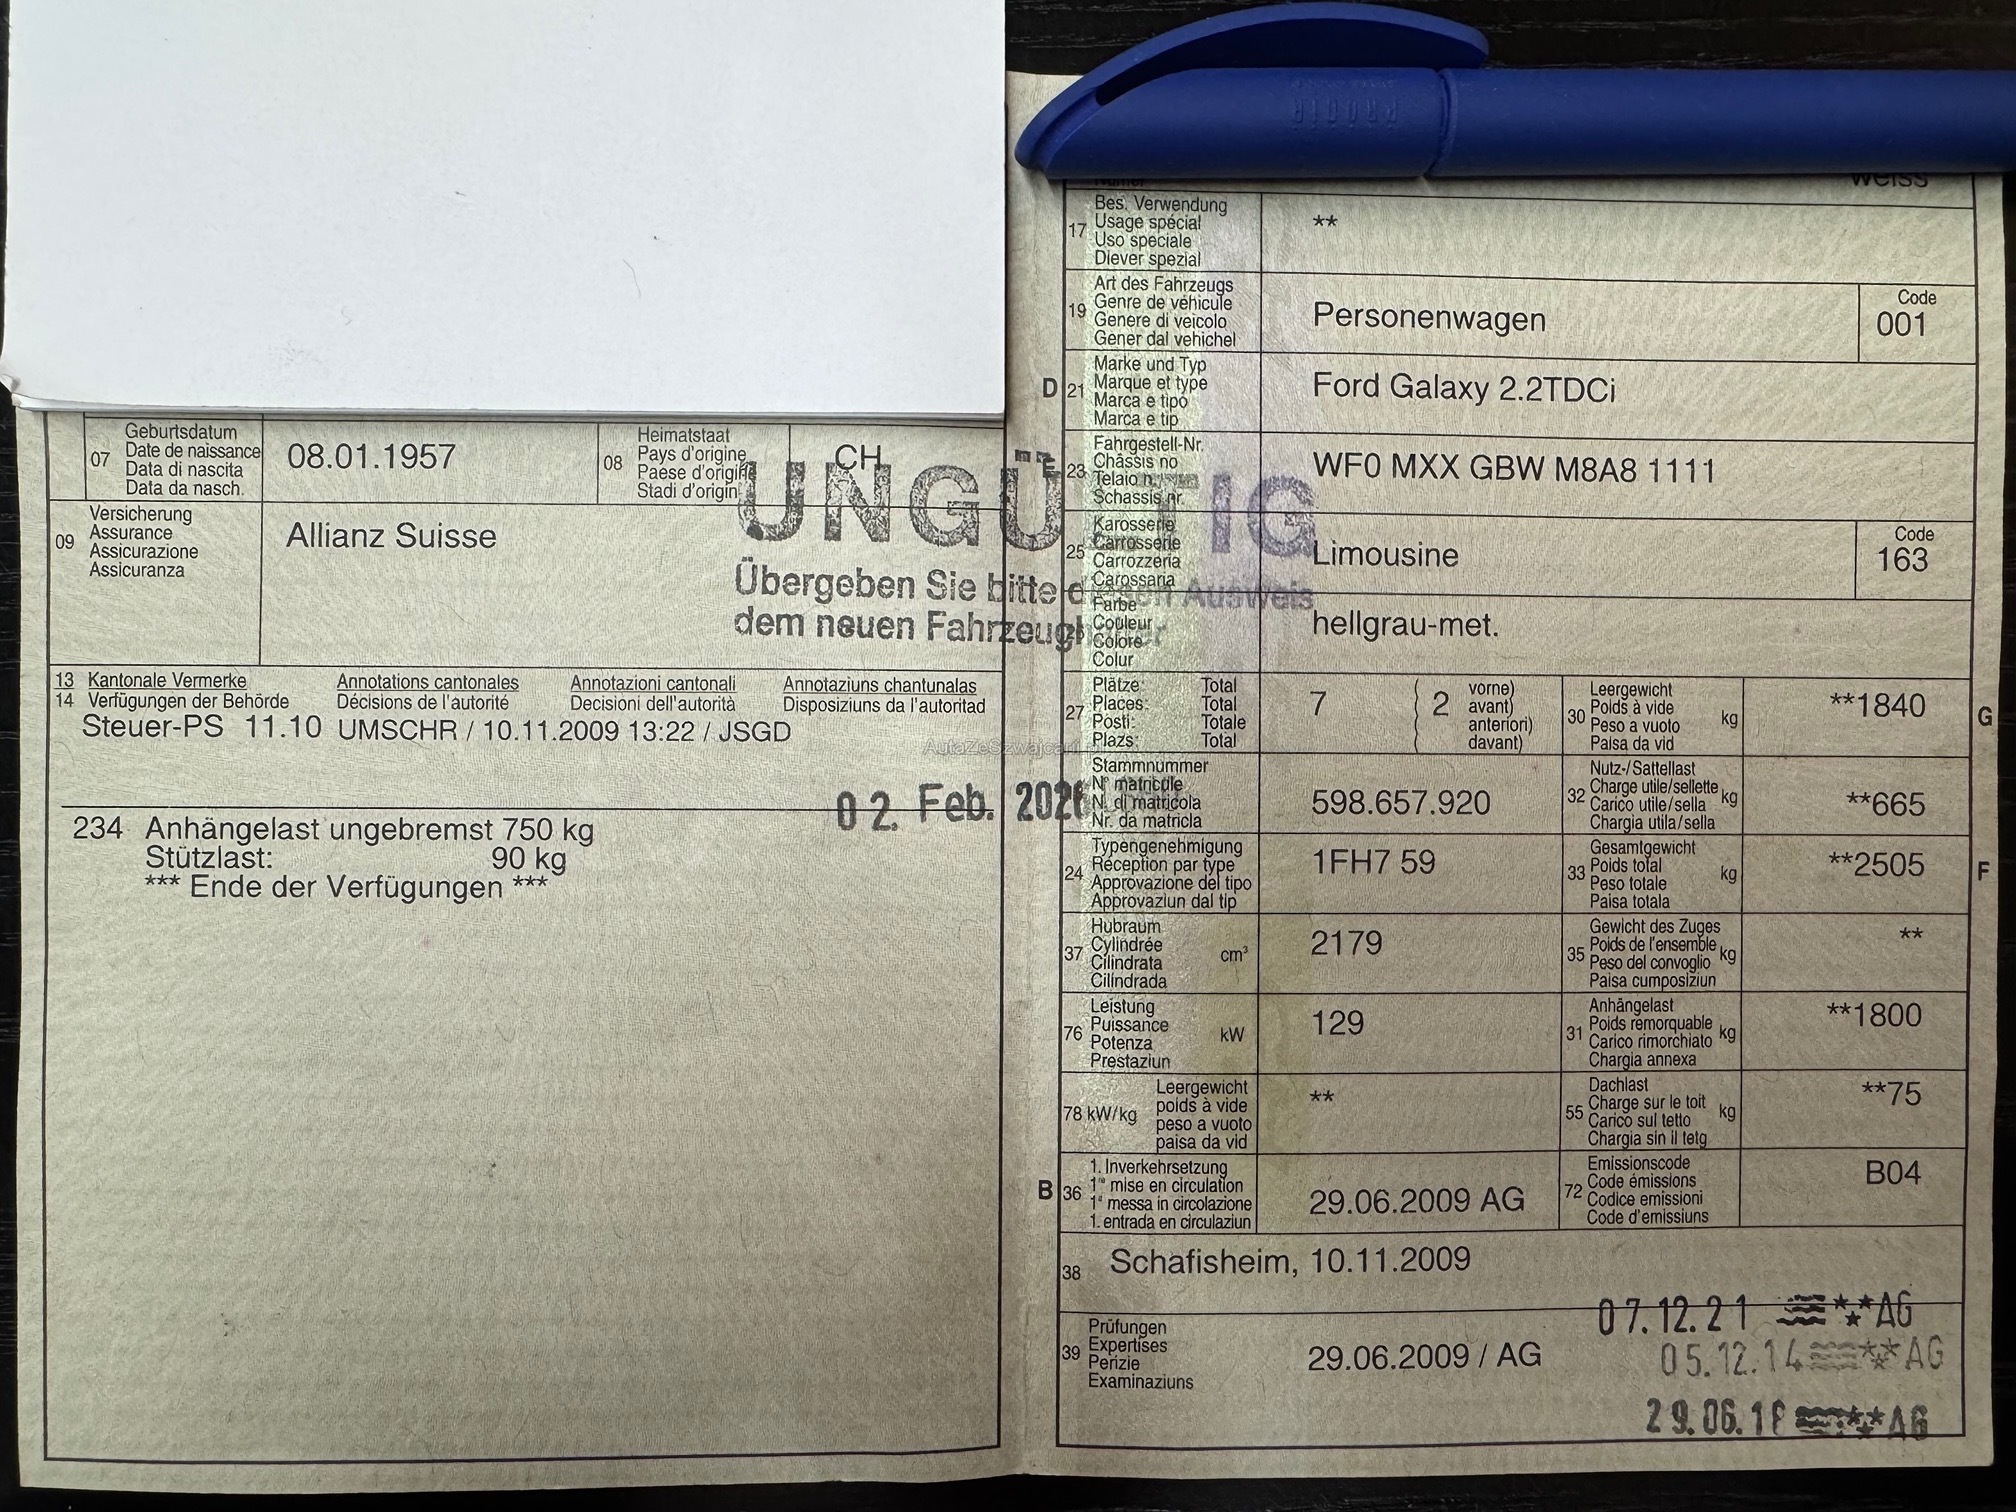 PRODIR
weiss
17 Bes. Verwendung
Usage spécial
Uso speciale
Diever spezial
**
19 Art des Fahrzeugs
Genre de véhicule
Genere di veicolo
Gener dal vehichel
Personenwagen
Code
001
D 21 Marke und Typ
Marque et type
Marca e tipo
Marca e tip
Ford Galaxy 2.2TDCi
07 Geburtsdatum
Date de naissance
Data di nascita
Data da nasch.
08.01.1957
08 Heimatstaat
Pays d'origine
Paese d'origin
Stadi d'origin
CH
E 23 Fahrgestell-Nr.
Châssis no
Telaio n.
Schassis nr.
WF0 MXX GBW M8A8 1111
09 Versicherung
Assurance
Assicurazione
Assicuranza
Allianz Suisse
UNGÜLTIG
Übergeben Sie bitte diesen Ausweis
dem neuen Fahrzeughalter
25 Karosserie
Carrosserie
Carrozzeria
Carossaria
Limousine
Code
163
26 Farbe
Couleur
Colore
Colur
hellgrau-met.
13 Kantonale Vermerke Annotations cantonales Annotazioni cantonali Annotaziuns chantunalas
14 Verfügungen der Behörde Décisions de l'autorité Decisioni dell'autorità Disposiziuns da l'autoritad
Steuer-PS 11.10 UMSCHR / 10.11.2009 13:22 / JSGD
AutaZeSzwajcarii
02. Feb. 2026
234 Anhängelast ungebremst 750 kg
Stützlast: 90 kg
*** Ende der Verfügungen ***
27 Plätze: Total
Places: Total
Posti: Totale
Plazs: Total
7 ( 2 vorne)
avant)
anteriori)
davant)
30 Leergewicht
Poids à vide
Peso a vuoto
Paisa da vid
kg
**1840
G
Stammnummer
N° matricule
N. di matricola
Nr. da matricla
598.657.920
32 Nutz-/Sattellast
Charge utile/sellette
Carico utile/sella
Chargia utila/sella
kg
**665
24 Typengenehmigung
Réception par type
Approvazione del tipo
Approvaziun dal tip
1FH7 59
33 Gesamtgewicht
Poids total
Peso totale
Paisa totala
kg
**2505
F
37 Hubraum
Cylindrée
Cilindrata
Cilindrada
cm³
2179
35 Gewicht des Zuges
Poids de l'ensemble
Peso del convoglio
Paisa cumposiziun
kg
**
76 Leistung
Puissance
Potenza
Prestaziun
kW
129
31 Anhängelast
Poids remorquable
Carico rimorchiato
Chargia annexa
kg
**1800
78 kW/kg Leergewicht
poids à vide
peso a vuoto
paisa da vid
**
55 Dachlast
Charge sur le toit
Carico sul tetto
Chargia sin il tetg
kg
**75
B 36 1. Inverkehrsetzung
1re mise en circulation
1a messa in circolazione
1. entrada en circulaziun
29.06.2009 AG
72 Emissionscode
Code émissions
Codice emissioni
Code d'emissiuns
B04
38 Schafisheim, 10.11.2009
39 Prüfungen
Expertises
Perizie
Examinaziuns
29.06.2009 / AG
07.12.21 AG
05.12.14 AG
29.06.18 AG